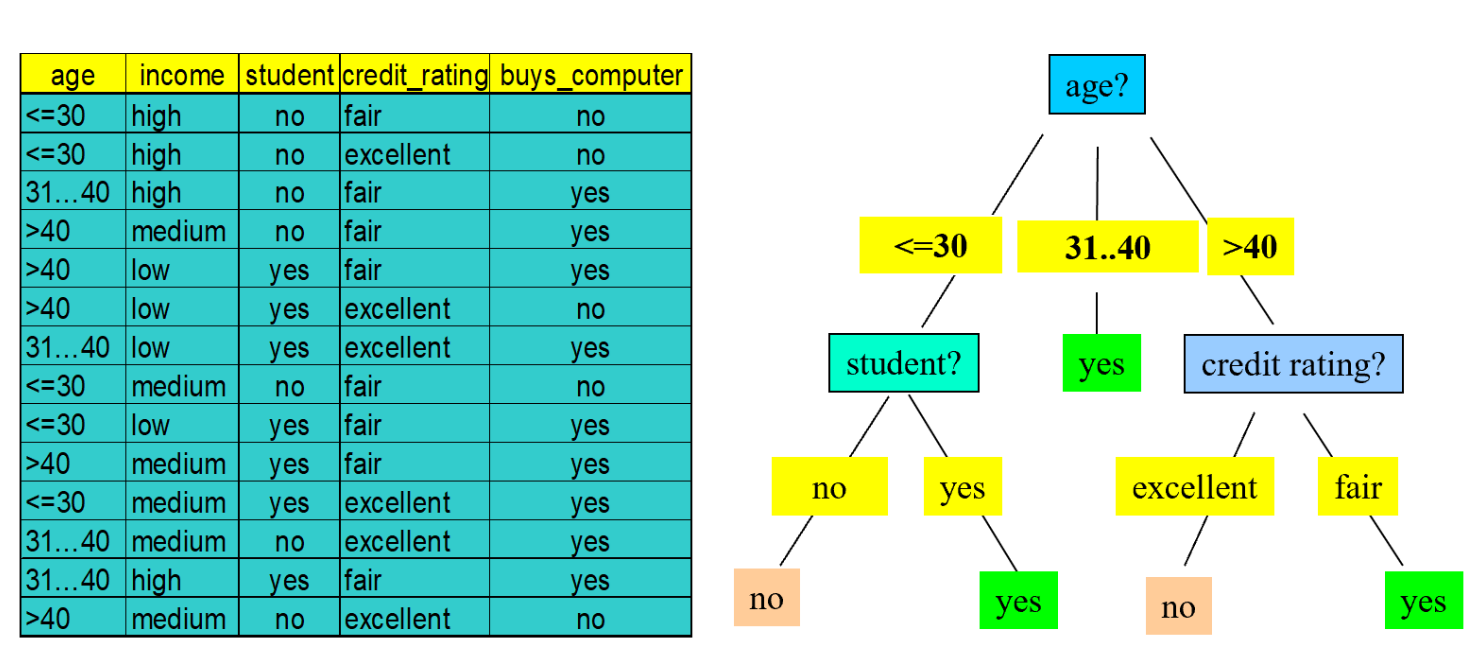 age income student credit_rating buys_computer
<=30 high no fair no
<=30 high no excellent no
31…40 high no fair yes
>40 medium no fair yes
>40 low yes fair yes
>40 low yes excellent no
31…40 low yes excellent yes
<=30 medium no fair no
<=30 low yes fair yes
>40 medium yes fair yes
<=30 medium yes excellent yes
31…40 medium no excellent yes
31…40 high yes fair yes
>40 medium no excellent no
age?
<=30 31..40 >40
student? yes credit rating?
no yes excellent fair
no yes no yes